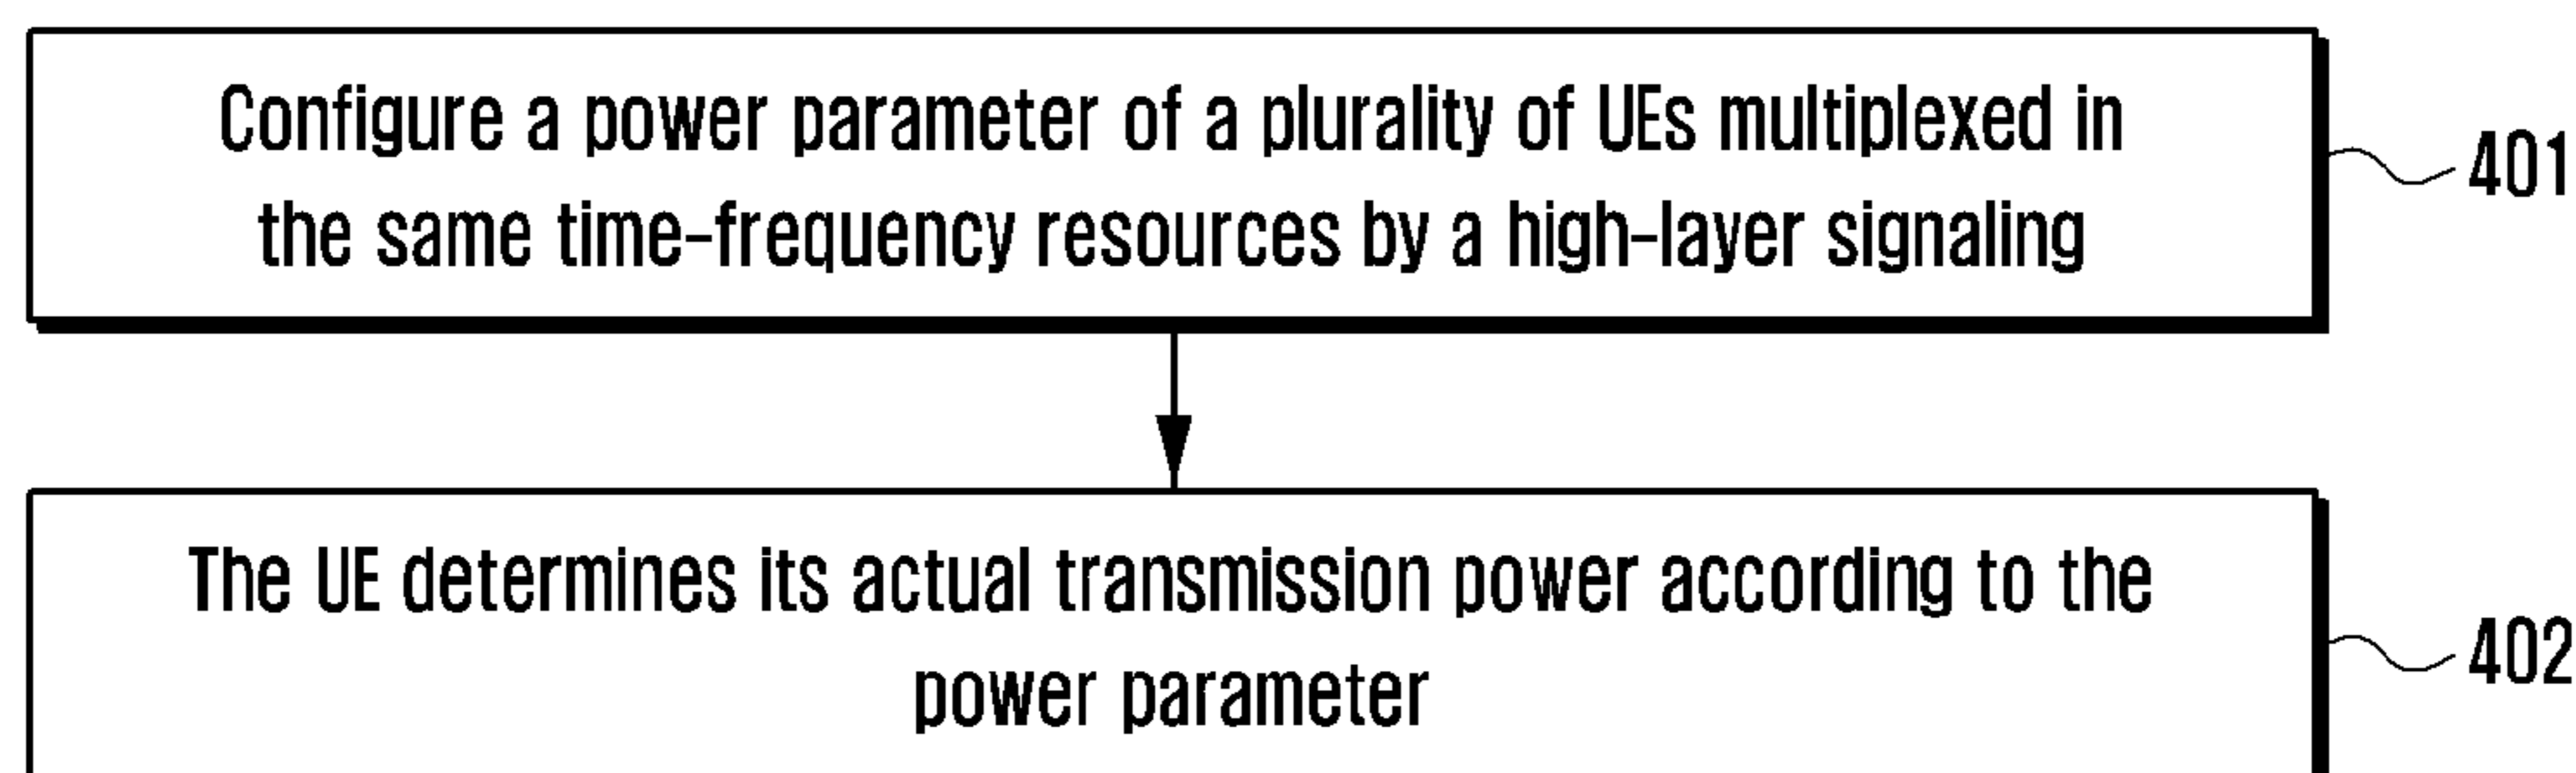 Configure a power parameter of a plurality of UEs multiplexed in
the same time-frequency resources by a high-layer signaling
401
The UE determines its actual transmission power according to the
power parameter
402